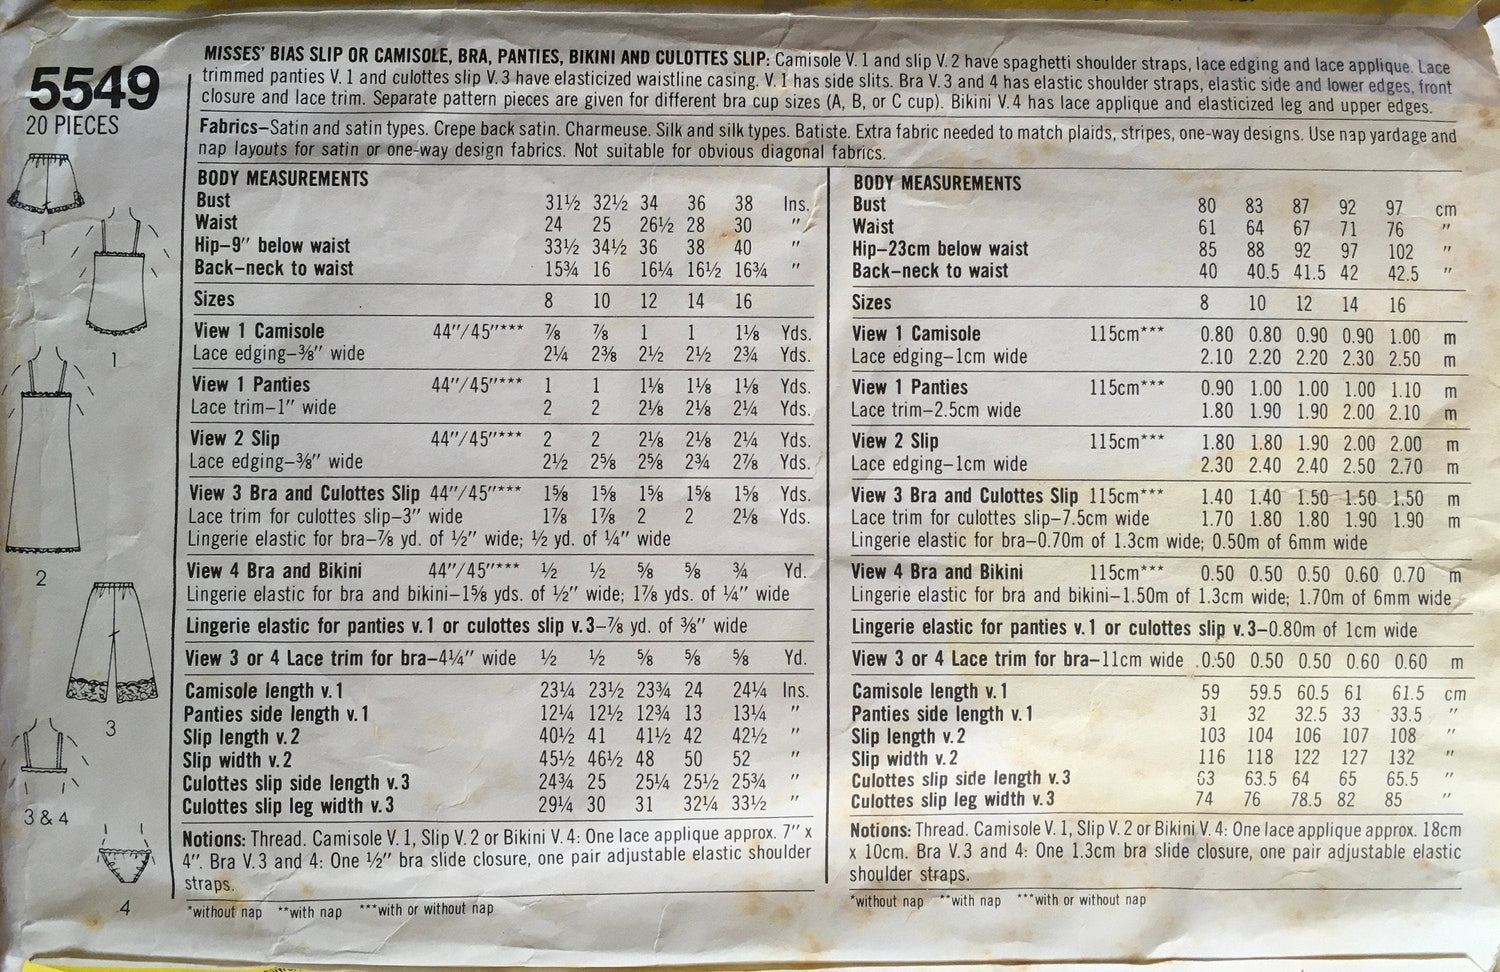 5549
20 PIECES
MISSES' BIAS SLIP OR CAMISOLE, BRA, PANTIES, BIKINI AND CULOTTES SLIP: Camisole V. 1 and slip V. 2 have spaghetti shoulder straps, lace edging and lace applique. Lace
trimmed panties V. 1 and culottes slip V. 3 have elasticized waistline casing. V. 1 has side slits. Bra V. 3 and 4 has elastic shoulder straps, elastic side and lower edges, front
closure and lace trim. Separate pattern pieces are given for different bra cup sizes (A, B, or C cup). Bikini V. 4 has lace applique and elasticized leg and upper edges.
Fabrics—Satin and satin types. Crepe back satin. Charmeuse. Silk and silk types. Batiste. Extra fabric needed to match plaids, stripes, one-way designs. Use nap yardage and
nap layouts for satin or one-way design fabrics. Not suitable for obvious diagonal fabrics.
BODY MEASUREMENTS
Bust 31½ 32½ 34 36 38 Ins.
Waist 24 25 26½ 28 30 "
Hip—9" below waist 33½ 34½ 36 38 40 "
Back—neck to waist 15¾ 16 16¼ 16½ 16¾ "
Sizes 8 10 12 14 16
View 1 Camisole 44"/45"*** ⅞ ⅞ 1 1 1⅛ Yds.
Lace edging—⅜" wide 2¼ 2⅜ 2½ 2½ 2¾ Yds.
View 1 Panties 44"/45"*** 1 1 1⅛ 1⅛ 1⅛ Yds.
Lace trim—1" wide 2 2 2⅛ 2⅛ 2¼ Yds.
View 2 Slip 44"/45"*** 2 2 2⅛ 2⅛ 2¼ Yds.
Lace edging—⅜" wide 2½ 2⅝ 2⅝ 2¾ 2⅞ Yds.
View 3 Bra and Culottes Slip 44"/45"*** 1⅝ 1⅝ 1⅝ 1⅝ 1⅝ Yds.
Lace trim for culottes slip—3" wide 1⅞ 1⅞ 2 2 2⅛ Yds.
Lingerie elastic for bra—⅞ yd. of ½" wide; ½ yd. of ¼" wide
View 4 Bra and Bikini 44"/45"*** ½ ½ ⅝ ⅝ ¾ Yd.
Lingerie elastic for bra and bikini—1⅝ yds. of ½" wide; 1⅞ yds. of ¼" wide
Lingerie elastic for panties v.1 or culottes slip v.3—⅞ yd. of ⅜" wide
View 3 or 4 Lace trim for bra—4¼" wide ½ ½ ⅝ ⅝ ⅝ Yd.
Camisole length v.1 23¼ 23½ 23¾ 24 24¼ Ins.
Panties side length v.1 12¼ 12½ 12¾ 13 13¼ "
Slip length v.2 40½ 41 41½ 42 42½ "
Slip width v.2 45½ 46½ 48 50 52 "
Culottes slip side length v.3 24¾ 25 25¼ 25½ 25¾ "
Culottes slip leg width v.3 29¼ 30 31 32¼ 33½ "
Notions: Thread. Camisole V. 1, Slip V. 2 or Bikini V. 4: One lace applique approx. 7" x
4". Bra V. 3 and 4: One ½" bra slide closure, one pair adjustable elastic shoulder
straps.
*without nap **with nap ***with or without nap
BODY MEASUREMENTS
Bust 80 83 87 92 97 cm
Waist 61 64 67 71 76 "
Hip—23cm below waist 85 88 92 97 102 "
Back—neck to waist 40 40.5 41.5 42 42.5 "
Sizes 8 10 12 14 16
View 1 Camisole 115cm*** 0.80 0.80 0.90 0.90 1.00 m
Lace edging—1cm wide 2.10 2.20 2.20 2.30 2.50 m
View 1 Panties 115cm*** 0.90 1.00 1.00 1.00 1.10 m
Lace trim—2.5cm wide 1.80 1.90 1.90 2.00 2.10 m
View 2 Slip 115cm*** 1.80 1.80 1.90 2.00 2.00 m
Lace edging—1cm wide 2.30 2.40 2.40 2.50 2.70 m
View 3 Bra and Culottes Slip 115cm*** 1.40 1.40 1.50 1.50 1.50 m
Lace trim for culottes slip—7.5cm wide 1.70 1.80 1.80 1.90 1.90 m
Lingerie elastic for bra—0.70m of 1.3cm wide; 0.50m of 6mm wide
View 4 Bra and Bikini 115cm*** 0.50 0.50 0.50 0.60 0.70 m
Lingerie elastic for bra and bikini—1.50m of 1.3cm wide; 1.70m of 6mm wide
Lingerie elastic for panties v.1 or culottes slip v.3—0.80m of 1cm wide
View 3 or 4 Lace trim for bra—11cm wide 0.50 0.50 0.50 0.60 0.60 m
Camisole length v.1 59 59.5 60.5 61 61.5 cm
Panties side length v.1 31 32 32.5 33 33.5 "
Slip length v.2 103 104 106 107 108 "
Slip width v.2 116 118 122 127 132 "
Culottes slip side length v.3 63 63.5 64 65 65.5 "
Culottes slip leg width v.3 74 76 78.5 82 85 "
Notions: Thread. Camisole V. 1, Slip V. 2 or Bikini V. 4: One lace applique approx. 18cm
x 10cm. Bra V. 3 and 4: One 1.3cm bra slide closure, one pair adjustable elastic
shoulder straps.
*without nap **with nap ***with or without nap
1
1
2
3
3 & 4
4